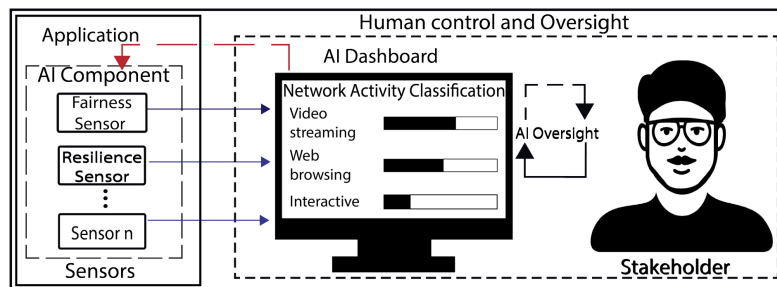 Human control and Oversight
Application
AI Dashboard
AI Component
Fairness
Sensor
Resilience
Sensor
Sensor n
Sensors
Network Activity Classification
Video
streaming
Web
browsing
Interactive
AI Oversight
Stakeholder